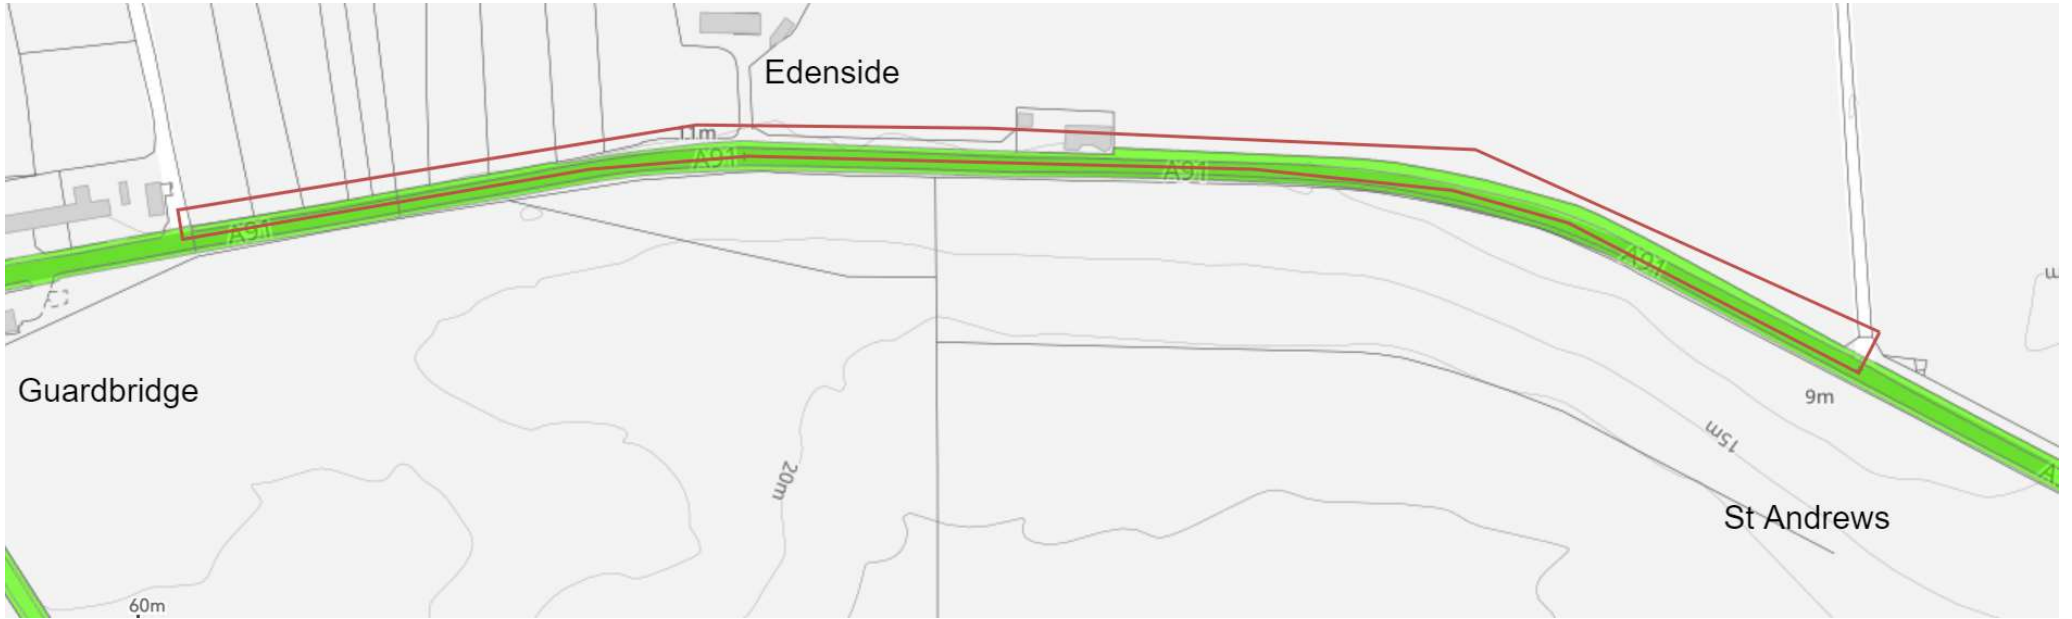 Edenside
11m
A91
A91
A91
A91
Guardbridge
9m
15m
20m
St Andrews
60m